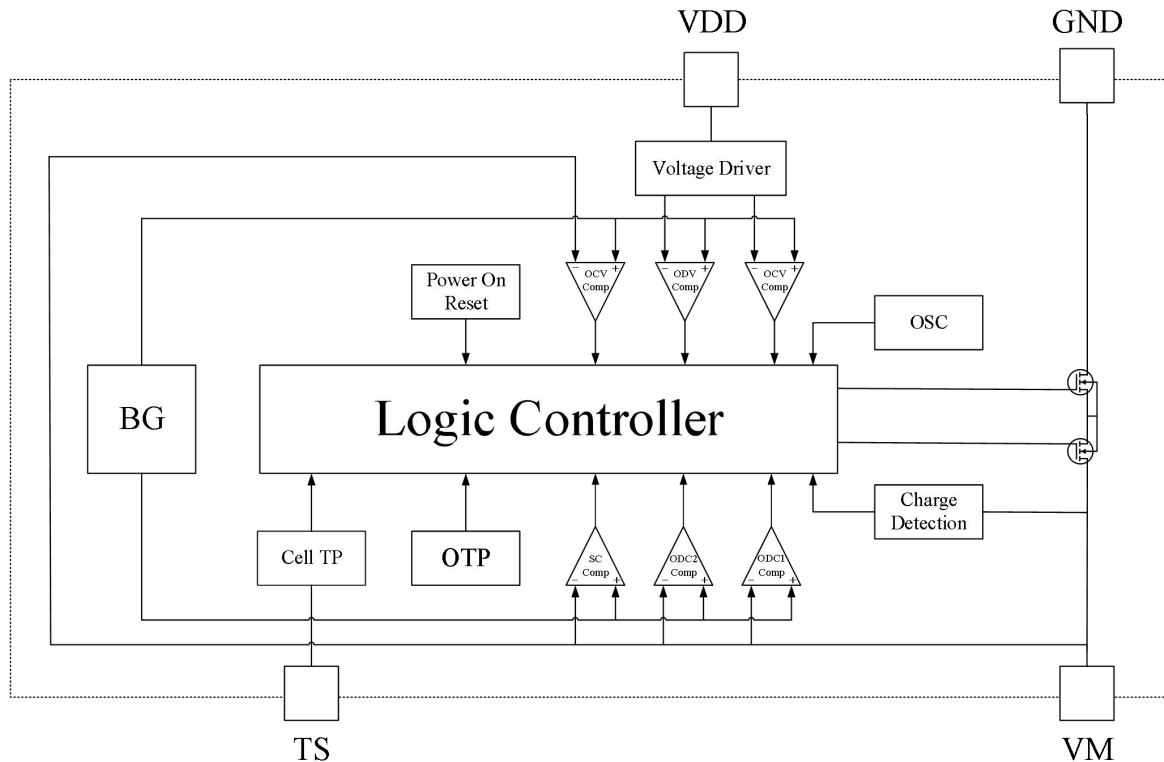 VDD
GND
Voltage Driver
− + − + − +
OCV
Comp
ODV
Comp
OCV
Comp
Power On
Reset
OSC
BG
Logic Controller
Charge
Detection
Cell TP
OTP
SC
Comp
ODC2
Comp
ODC1
Comp
− + − + − +
TS
VM